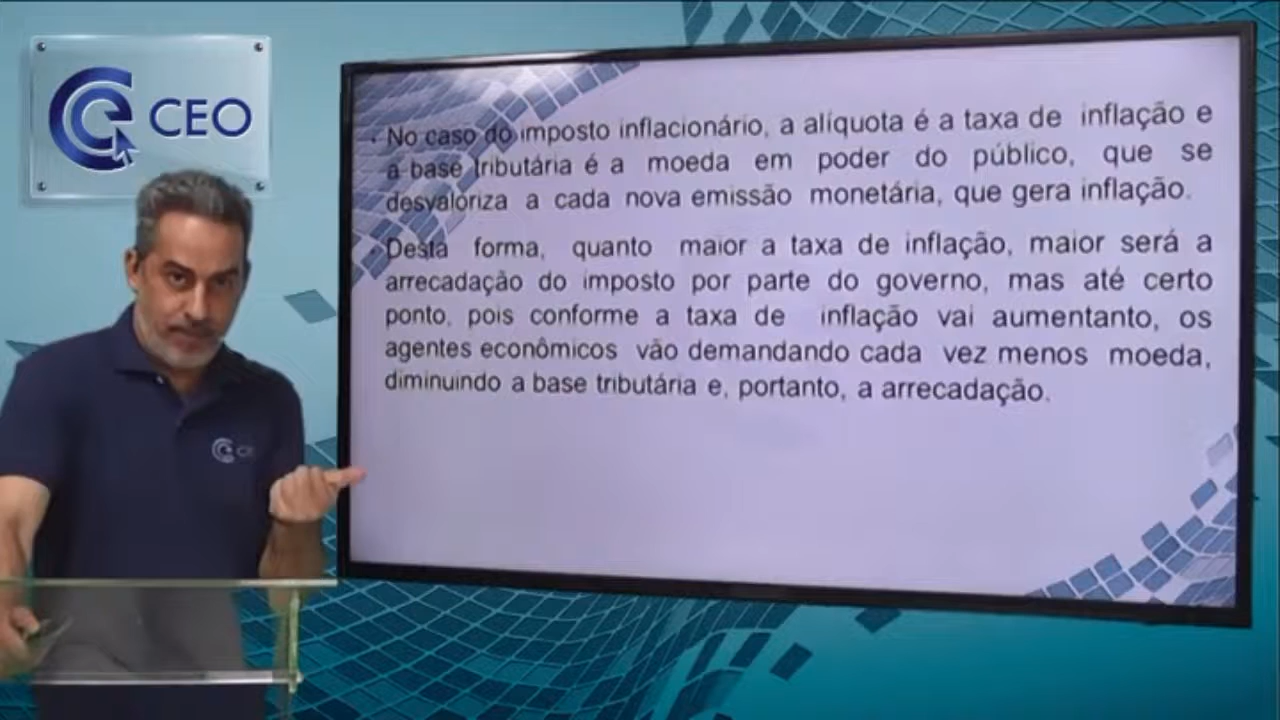 CEO
No caso do imposto inflacionário, a alíquota é a taxa de inflação e
a base tributária é a moeda em poder do público, que se
desvaloriza a cada nova emissão monetária, que gera inflação.
Desta forma, quanto maior a taxa de inflação, maior será a
arrecadação do imposto por parte do governo, mas até certo
ponto, pois conforme a taxa de inflação vai aumentanto, os
agentes econômicos vão demandando cada vez menos moeda,
diminuindo a base tributária e, portanto, a arrecadação.
CEO